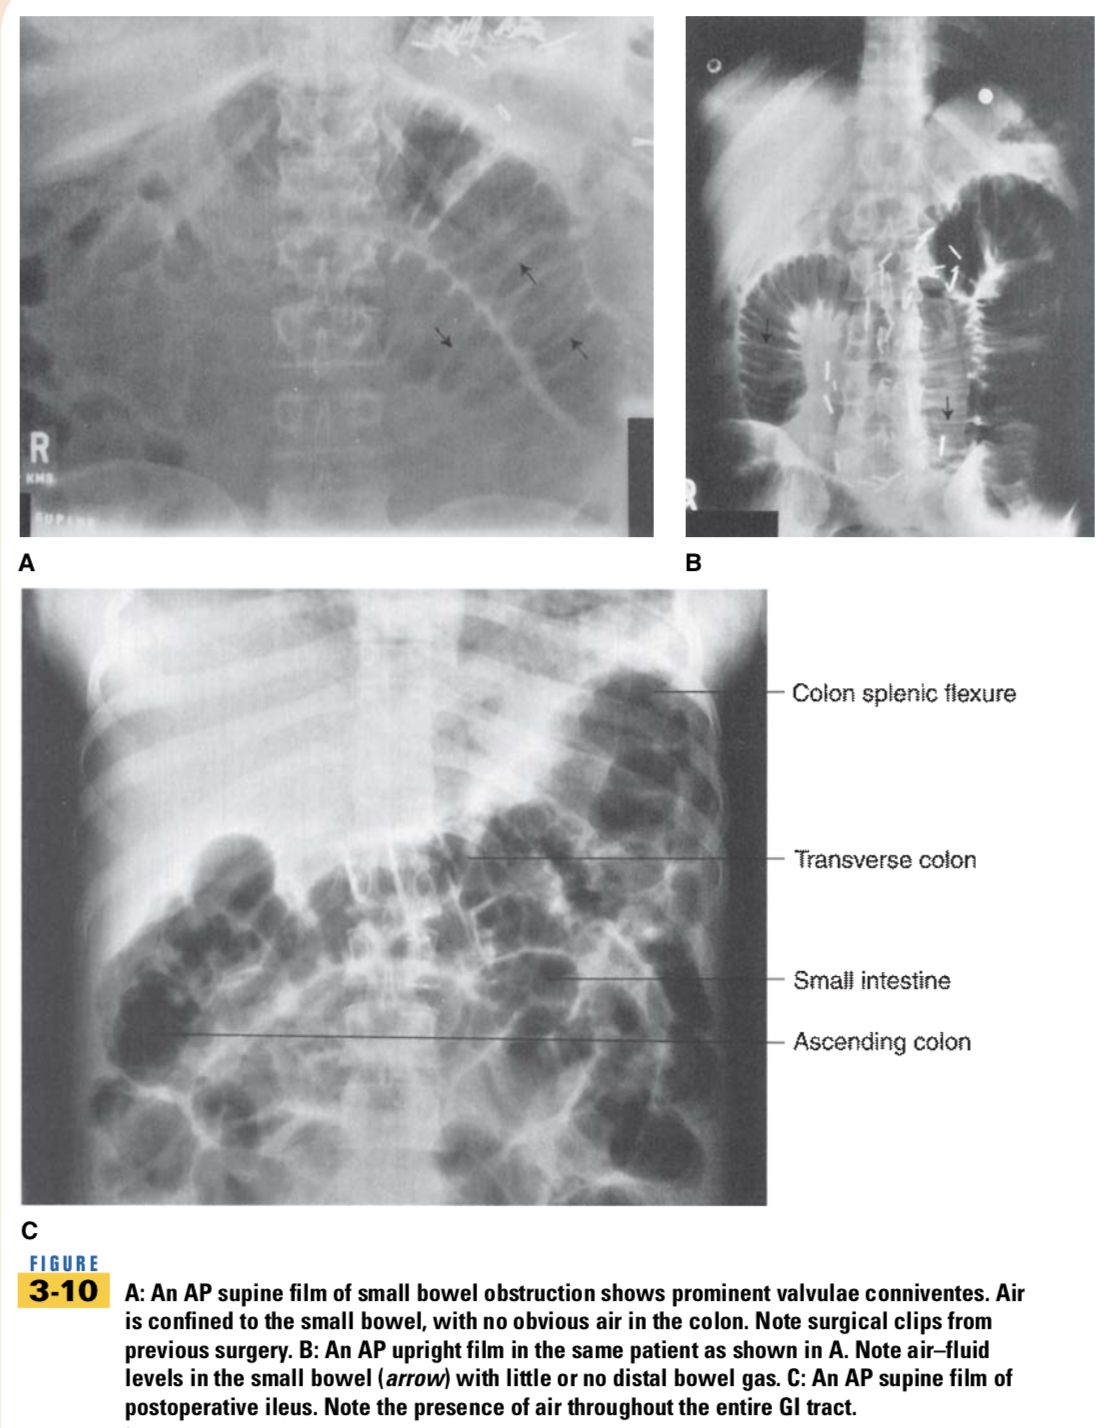 R
KMS
SUPINE
R
A
B
Colon splenic flexure
Transverse colon
Small intestine
Ascending colon
C
FIGURE
3-10
A: An AP supine film of small bowel obstruction shows prominent valvulae conniventes. Air
is confined to the small bowel, with no obvious air in the colon. Note surgical clips from
previous surgery. B: An AP upright film in the same patient as shown in A. Note air–fluid
levels in the small bowel (arrow) with little or no distal bowel gas. C: An AP supine film of
postoperative ileus. Note the presence of air throughout the entire GI tract.